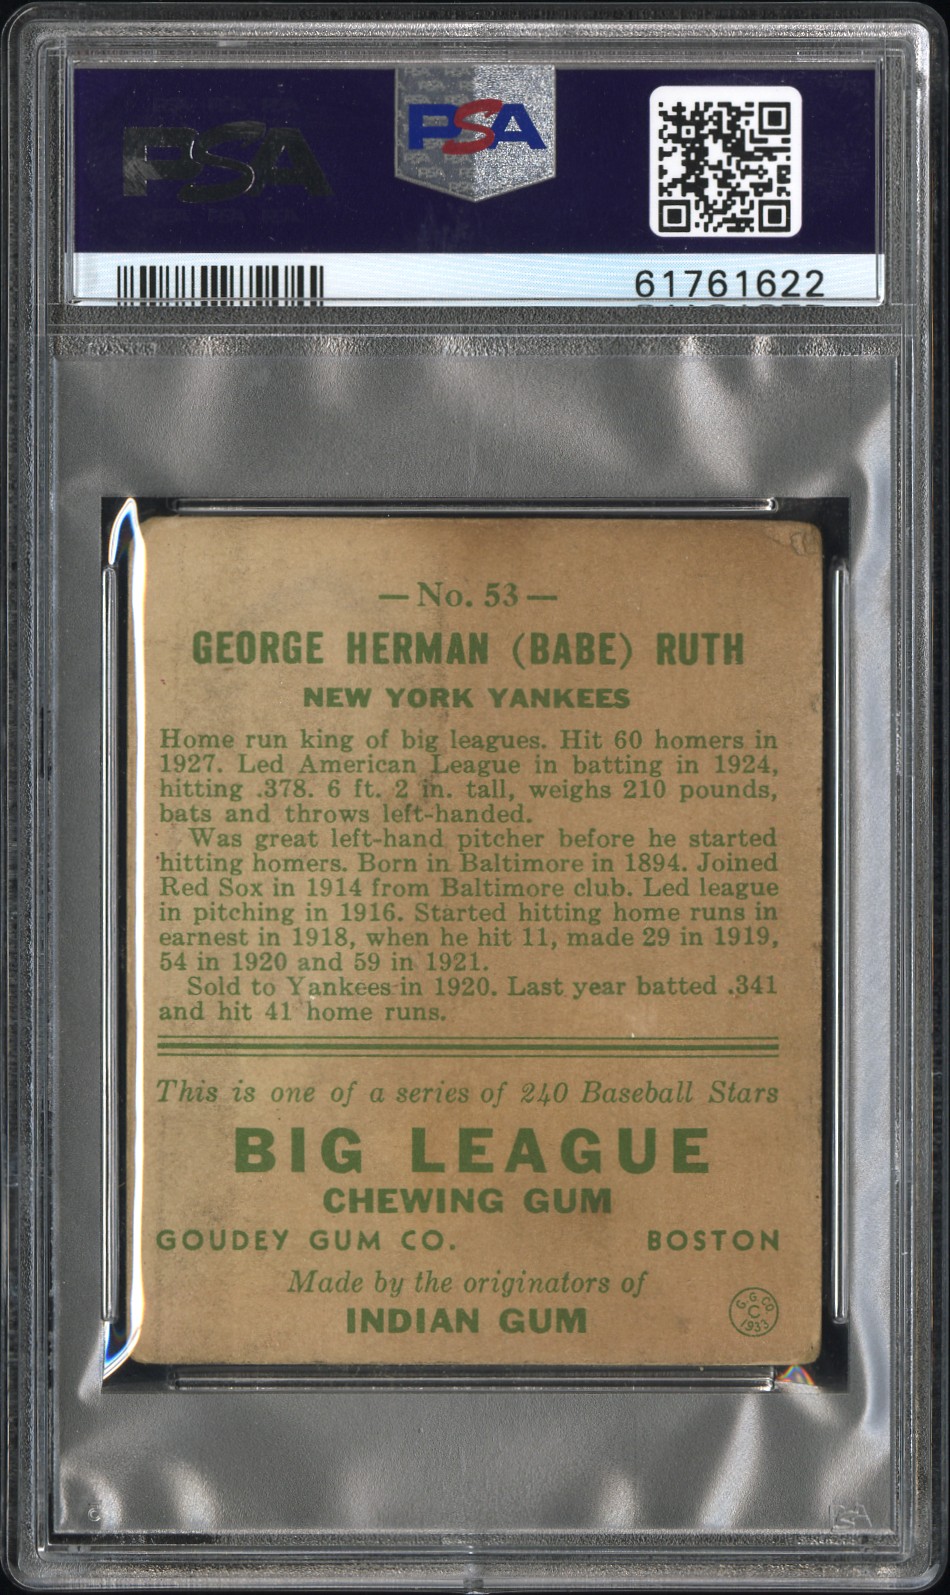 PSA
PSA
61761622
—No. 53—
GEORGE HERMAN (BABE) RUTH
NEW YORK YANKEES
Home run king of big leagues. Hit 60 homers in
1927. Led American League in batting in 1924,
hitting .378. 6 ft. 2 in. tall, weighs 210 pounds,
bats and throws left-handed.
Was great left-hand pitcher before he started
hitting homers. Born in Baltimore in 1894. Joined
Red Sox in 1914 from Baltimore club. Led league
in pitching in 1916. Started hitting home runs in
earnest in 1918, when he hit 11, made 29 in 1919,
54 in 1920 and 59 in 1921.
Sold to Yankees in 1920. Last year batted .341
and hit 41 home runs.
This is one of a series of 240 Baseball Stars
BIG LEAGUE
CHEWING GUM
GOUDEY GUM CO. BOSTON
Made by the originators of
INDIAN GUM
G.G.CO.
C
1933